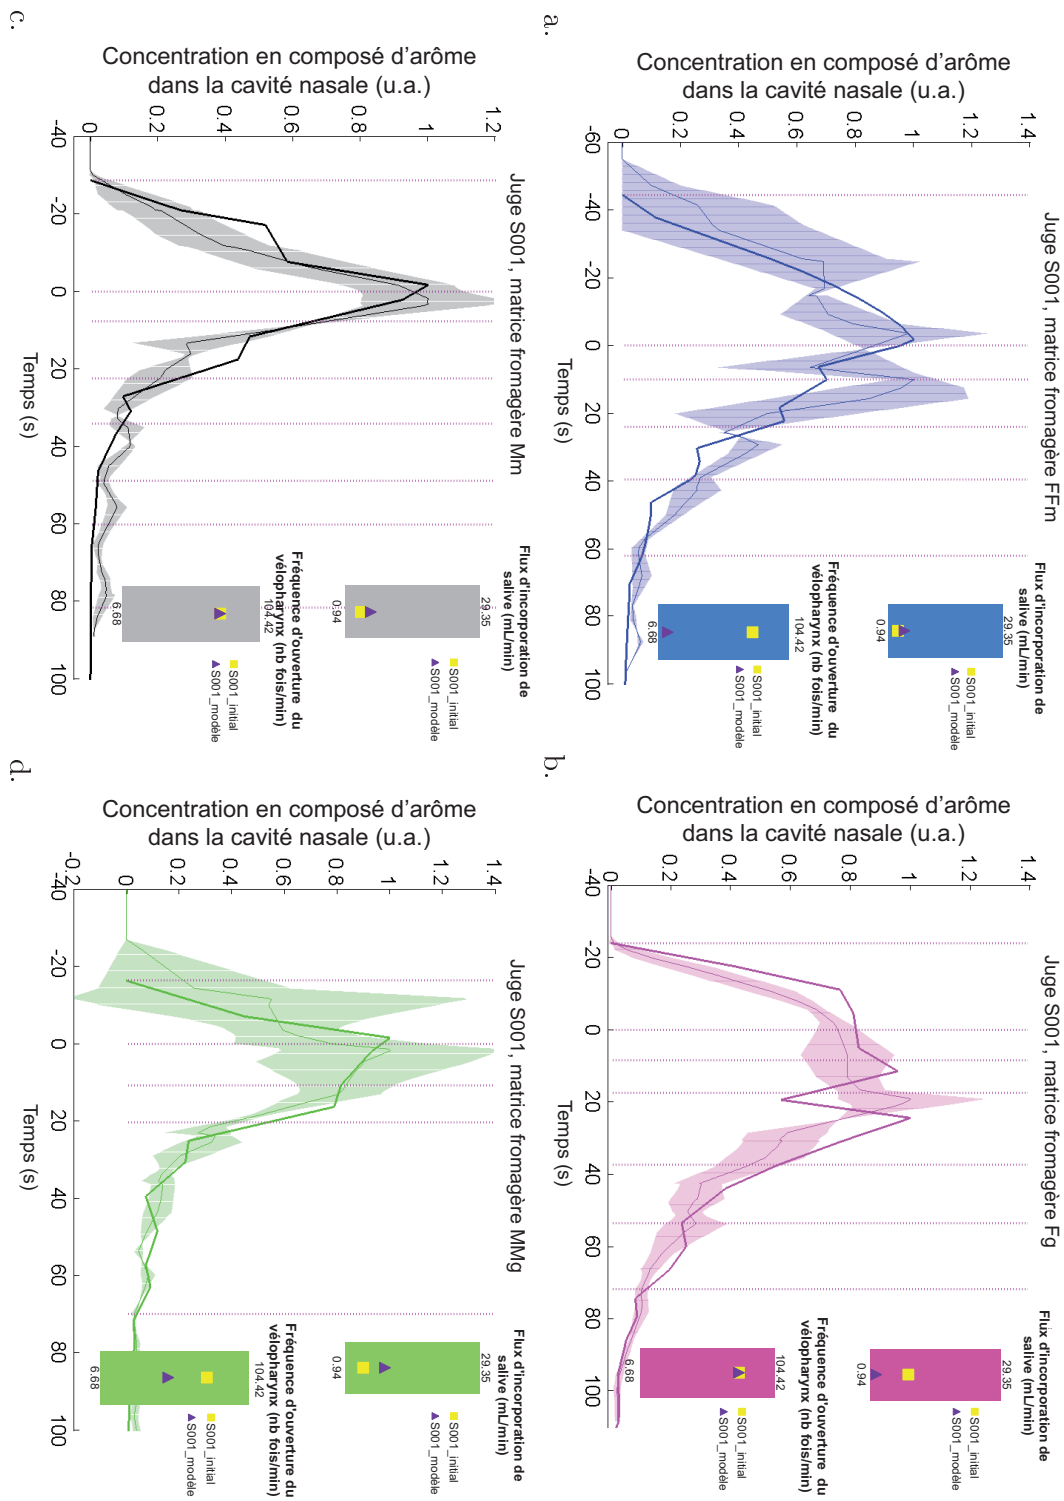 a.
Juge S001, matrice fromagère FFm
Concentration en composé d'arôme
dans la cavité nasale (u.a.)
1.4
1.2
1
0.8
0.6
0.4
0.2
0
-60
-40
-20
0
20
40
60
80
100
Temps (s)
Flux d'incorporation de
salive (mL/min)
29.35
0.94
S001_initial
S001_modèle
Fréquence d'ouverture du
vélopharynx (nb fois/min)
104.42
6.68
S001_initial
S001_modèle
b.
Juge S001, matrice fromagère Fg
Concentration en composé d'arôme
dans la cavité nasale (u.a.)
1.4
1.2
1
0.8
0.6
0.4
0.2
0
-40
-20
0
20
40
60
80
100
Temps (s)
Flux d'incorporation de
salive (mL/min)
29.35
0.94
S001_initial
S001_modèle
Fréquence d'ouverture du
vélopharynx (nb fois/min)
104.42
6.68
S001_initial
S001_modèle
c.
Juge S001, matrice fromagère Mm
Concentration en composé d'arôme
dans la cavité nasale (u.a.)
1.2
1
0.8
0.6
0.4
0.2
0
-40
-20
0
20
40
60
80
100
Temps (s)
Flux d'incorporation de
salive (mL/min)
29.35
0.94
S001_initial
S001_modèle
Fréquence d'ouverture du
vélopharynx (nb fois/min)
104.42
6.68
S001_initial
S001_modèle
d.
Juge S001, matrice fromagère MMg
Concentration en composé d'arôme
dans la cavité nasale (u.a.)
1.4
1.2
1
0.8
0.6
0.4
0.2
0
-0.2
-40
-20
0
20
40
60
80
100
Temps (s)
Flux d'incorporation de
salive (mL/min)
29.35
0.94
S001_initial
S001_modèle
Fréquence d'ouverture du
vélopharynx (nb fois/min)
104.42
6.68
S001_initial
S001_modèle